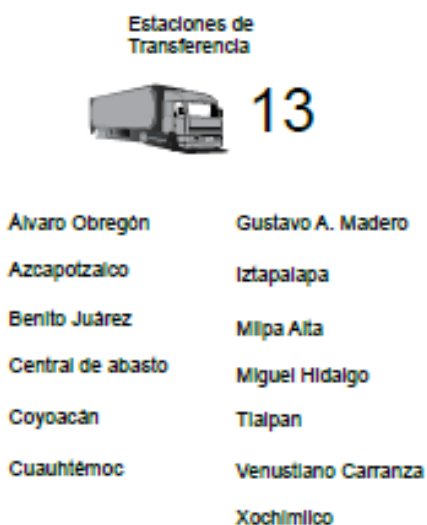 Estaciones de
Transferencia
13
Álvaro Obregón
Azcapotzalco
Benito Juárez
Central de abasto
Coyoacán
Cuauhtémoc
Gustavo A. Madero
Iztapalapa
Milpa Alta
Miguel Hidalgo
Tlalpan
Venustiano Carranza
Xochimilco